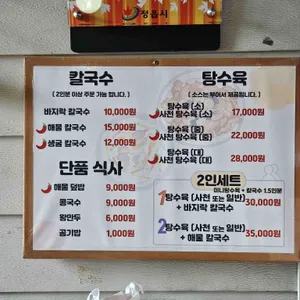 정읍시
칼국수
( 2인분 이상 주문 가능 합니다. )
바지락 칼국수 10,000원
해물 칼국수 15,000원
생굴 칼국수 12,000원
단품 식사
해물 덮밥 9,000원
콩국수 9,000원
왕만두 6,000원
공기밥 1,000원
탕수육
( 소스는 부어서 제공됩니다. )
탕수육 (소)
사천 탕수육 (소) 17,000원
탕수육 (중)
사천 탕수육 (중) 22,000원
탕수육 (대)
사천 탕수육 (대) 28,000원
2인세트
미니탕수육 + 칼국수 1.5인분
1 탕수육 (사천 또는 일반)
+ 바지락 칼국수 30,000원
2 탕수육 (사천 또는 일반)
+ 해물 칼국수 35,000원